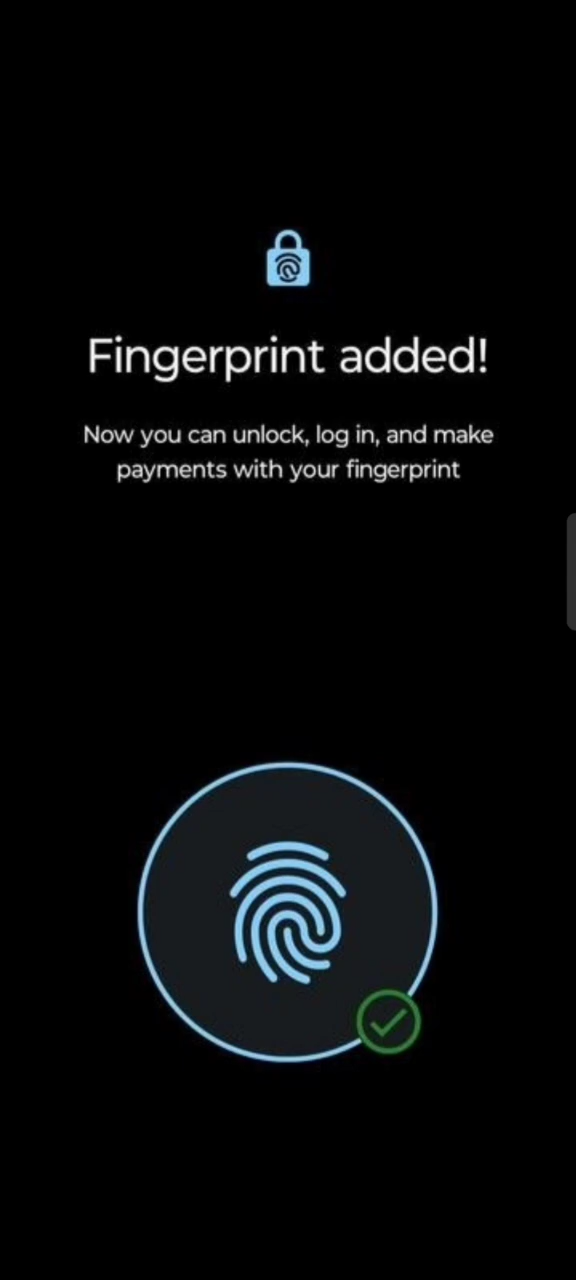 Fingerprint added!
Now you can unlock, log in, and make
payments with your fingerprint